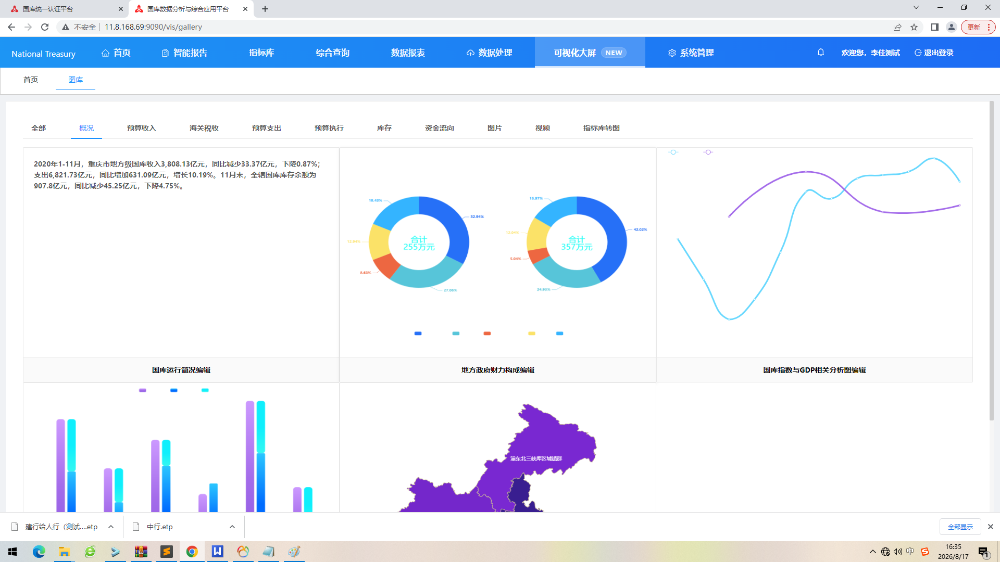 国库统一认证平台
国库数据分析与综合应用平台
不安全
11.8.168.69:9090/vis/gallery
更新
National Treasury
首页
智能报告
指标库
综合查询
数据报表
数据处理
可视化大屏 NEW
系统管理
欢迎您，李佳测试
退出登录
首页
图库
全部
概况
预算收入
海关税收
预算支出
预算执行
库存
资金流向
图片
视频
指标库转图
2020年1-11月，重庆市地方级国库收入3,808.13亿元，同比减少33.37亿元，下降0.87%；
支出6,821.73亿元，同比增加631.09亿元，增长10.19%。11月末，全辖国库库存余额为
907.8亿元，同比减少45.25亿元，下降4.75%。
18.43%
32.94%
12.94%
合计
255万元
8.63%
27.06%
15.97%
42.02%
12.04%
合计
357万元
5.04%
24.93%
国库运行简况编辑
地方政府财力构成编辑
国库指数与GDP相关分析图编辑
渝东北三峡库区城镇群
建行给人行（测试....etp
中行.etp
全部显示
中
16:35
2026/8/17
1